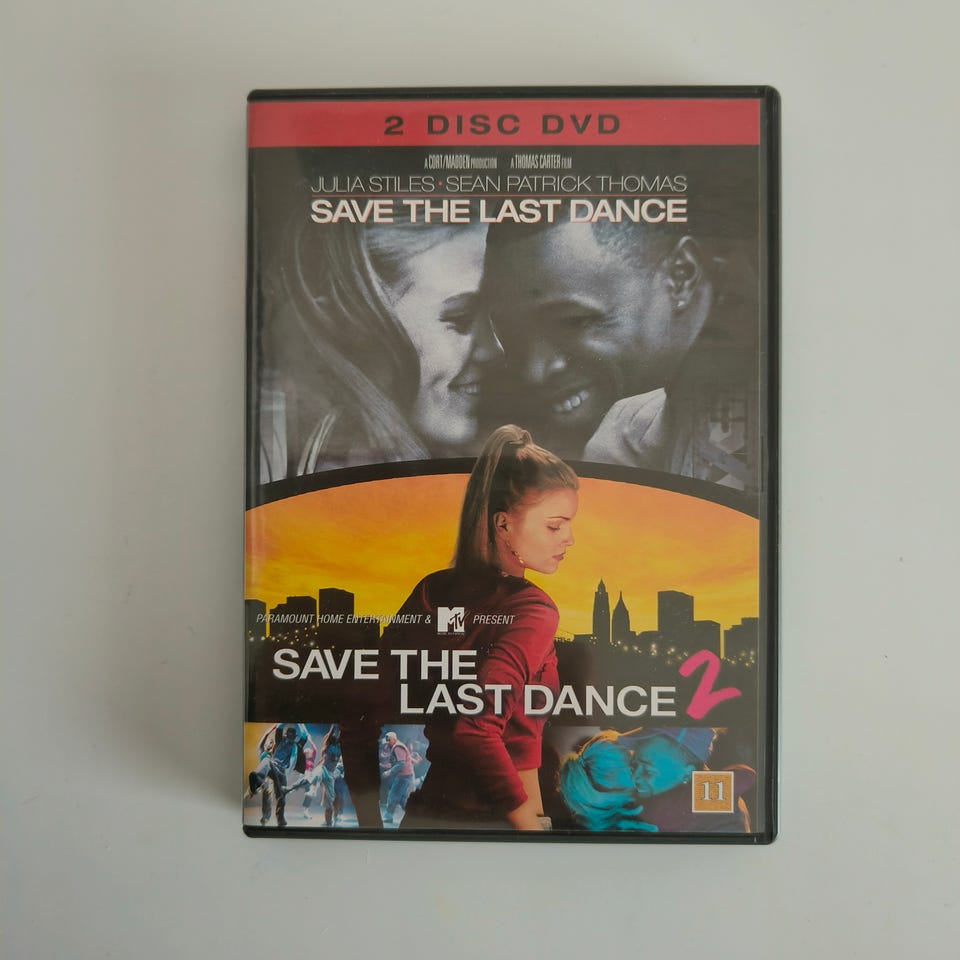 2 DISC DVD
A CORT/MADDEN PRODUCTION A THOMAS CARTER FILM
JULIA STILES • SEAN PATRICK THOMAS
SAVE THE LAST DANCE
PARAMOUNT HOME ENTERTAINMENT & MTV PRESENT
SAVE THE
LAST DANCE 2
11